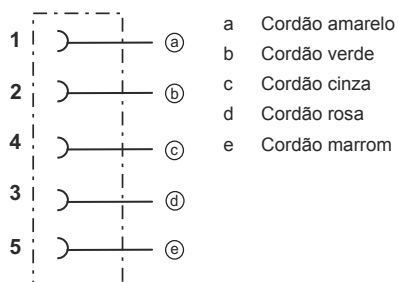 1 ⓐ
2 ⓑ
4 ⓒ
3 ⓓ
5 ⓔ
a Cordão amarelo
b Cordão verde
c Cordão cinza
d Cordão rosa
e Cordão marrom